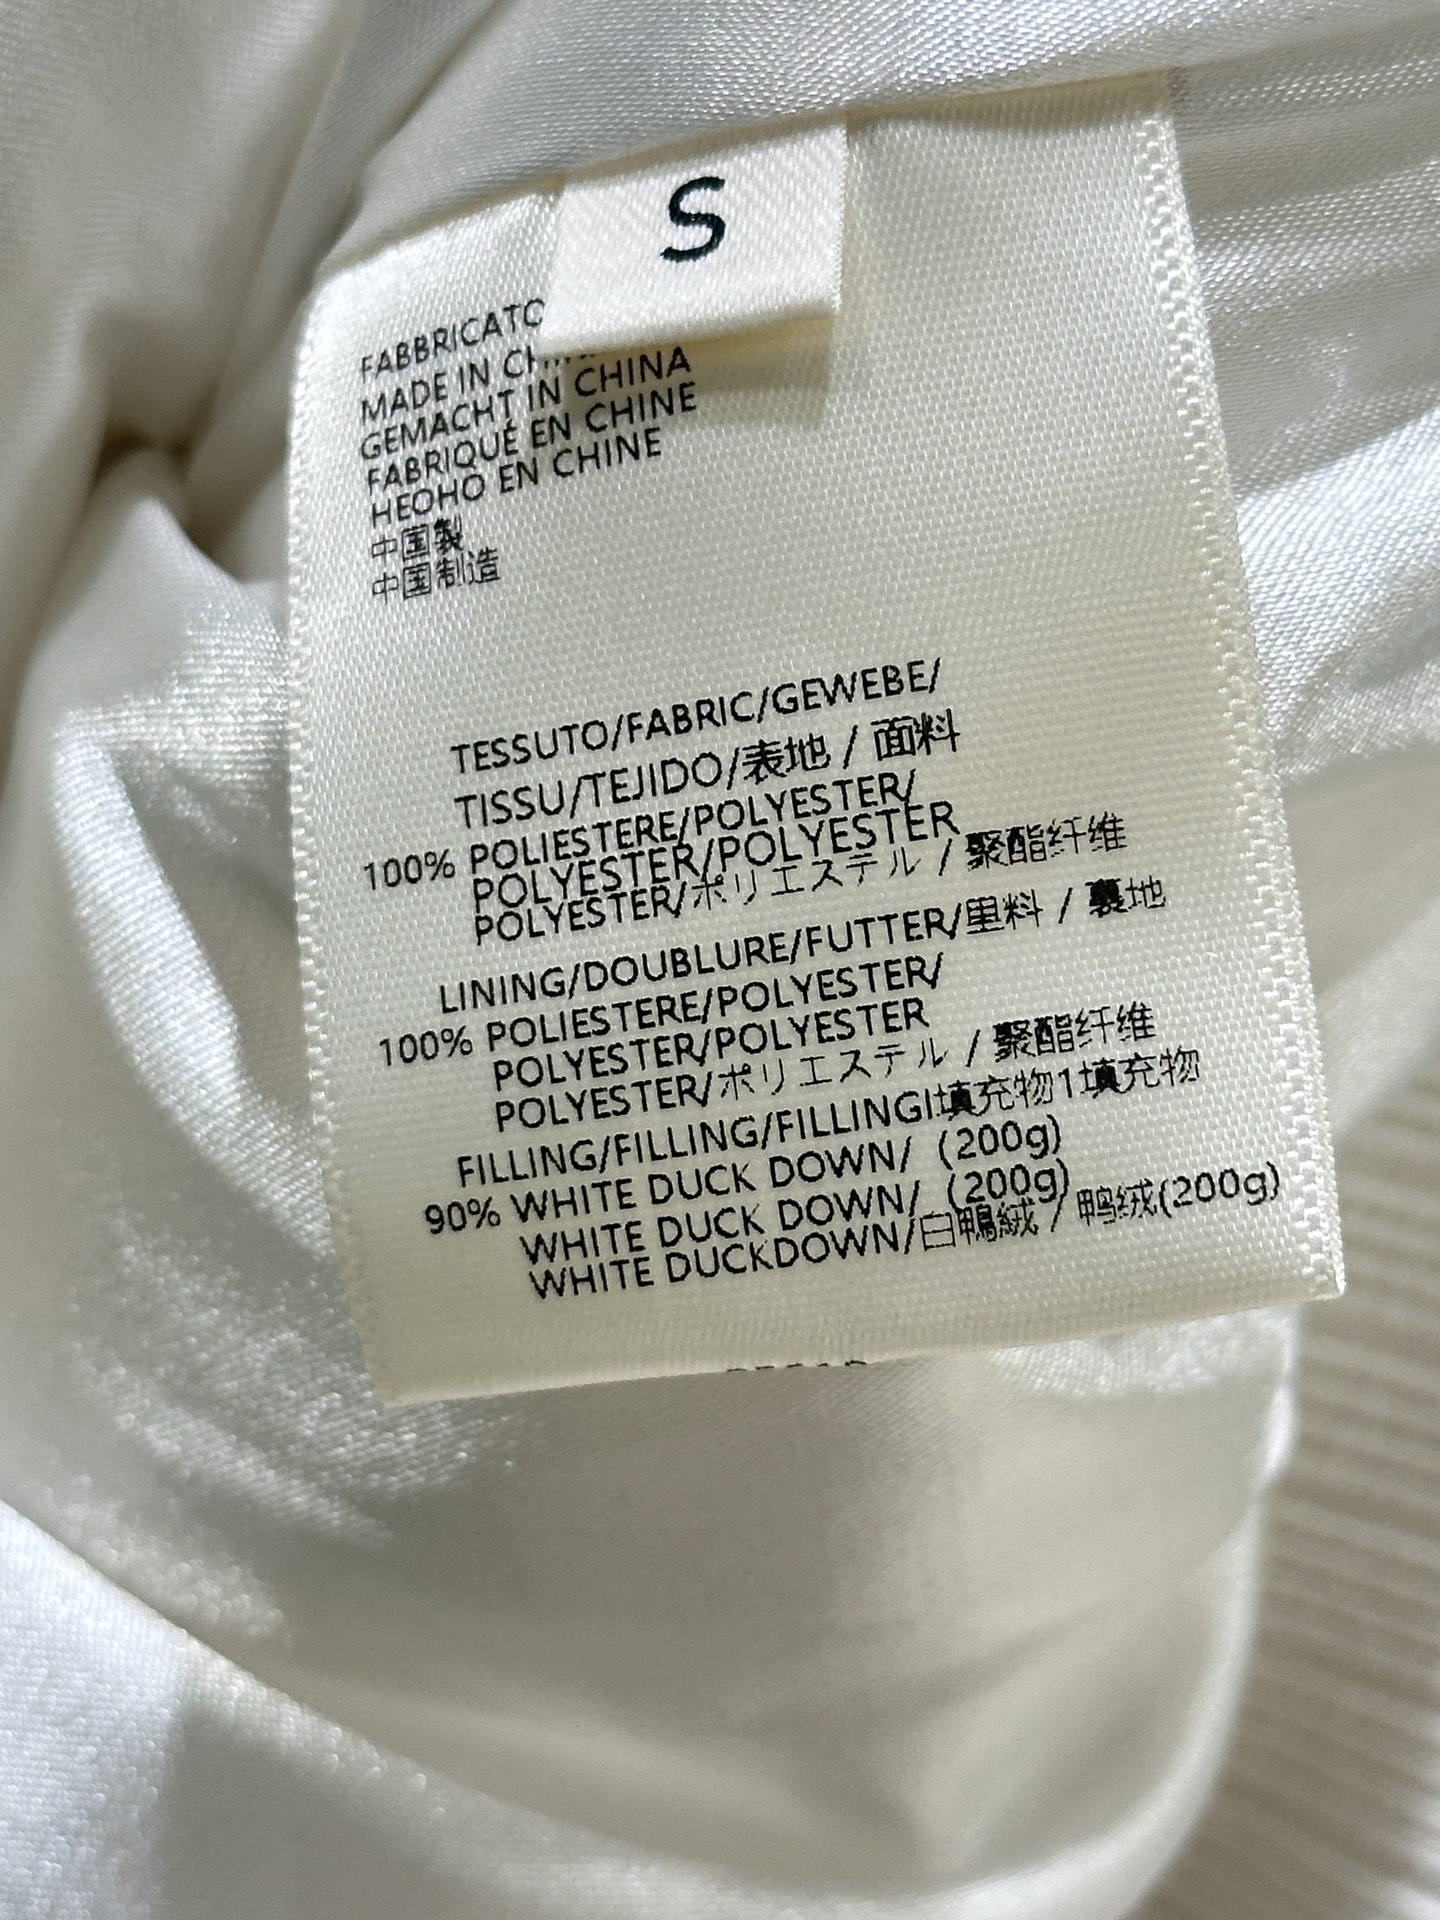 S
FABBRICATO
MADE IN
GEMACHT IN CHINA
FABRIQUÉ EN CHINE
HEOHO EN CHINE
中国製
中国制造
TESSUTO/FABRIC/GEWEBE/
TISSU/TEJIDO/表地 / 面料
100% POLIESTERE/POLYESTER/
POLYESTER/POLYESTER
POLYESTER/ポリエステル / 聚酯纤维
LINING/DOUBLURE/FUTTER/里料 / 裏地
100% POLIESTERE/POLYESTER/
POLYESTER/POLYESTER
POLYESTER/ポリエステル / 聚酯纤维
FILLING/FILLING/FILLINGI填充物1填充物
90% WHITE DUCK DOWN/ (200g)
WHITE DUCK DOWN/ (200g)
WHITE DUCKDOWN/白鴨絨 / 鸭绒(200g)